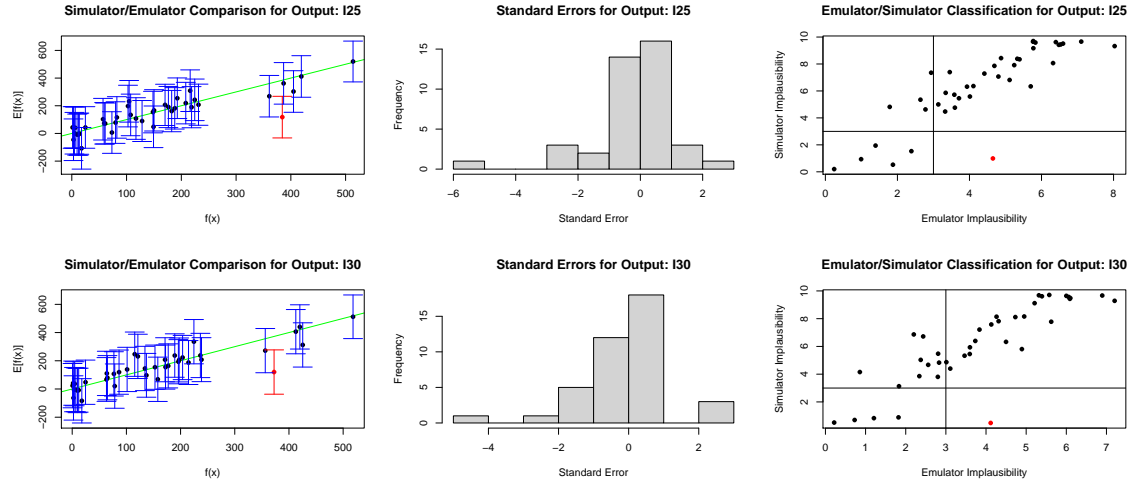 Simulator/Emulator Comparison for Output: I25
Standard Errors for Output: I25
Emulator/Simulator Classification for Output: I25
E[f(x)]
−200 0 200 400 600
0 100 200 300 400 500
f(x)
Frequency
0 5 10 15
−6 −4 −2 0 2
Standard Error
Simulator Implausibility
0 2 4 6 8 10
0 2 4 6 8
Emulator Implausibility
Simulator/Emulator Comparison for Output: I30
Standard Errors for Output: I30
Emulator/Simulator Classification for Output: I30
E[f(x)]
−200 0 200 400 600
0 100 200 300 400 500
f(x)
Frequency
0 5 10 15
−4 −2 0 2
Standard Error
Simulator Implausibility
2 4 6 8 10
0 1 2 3 4 5 6 7
Emulator Implausibility